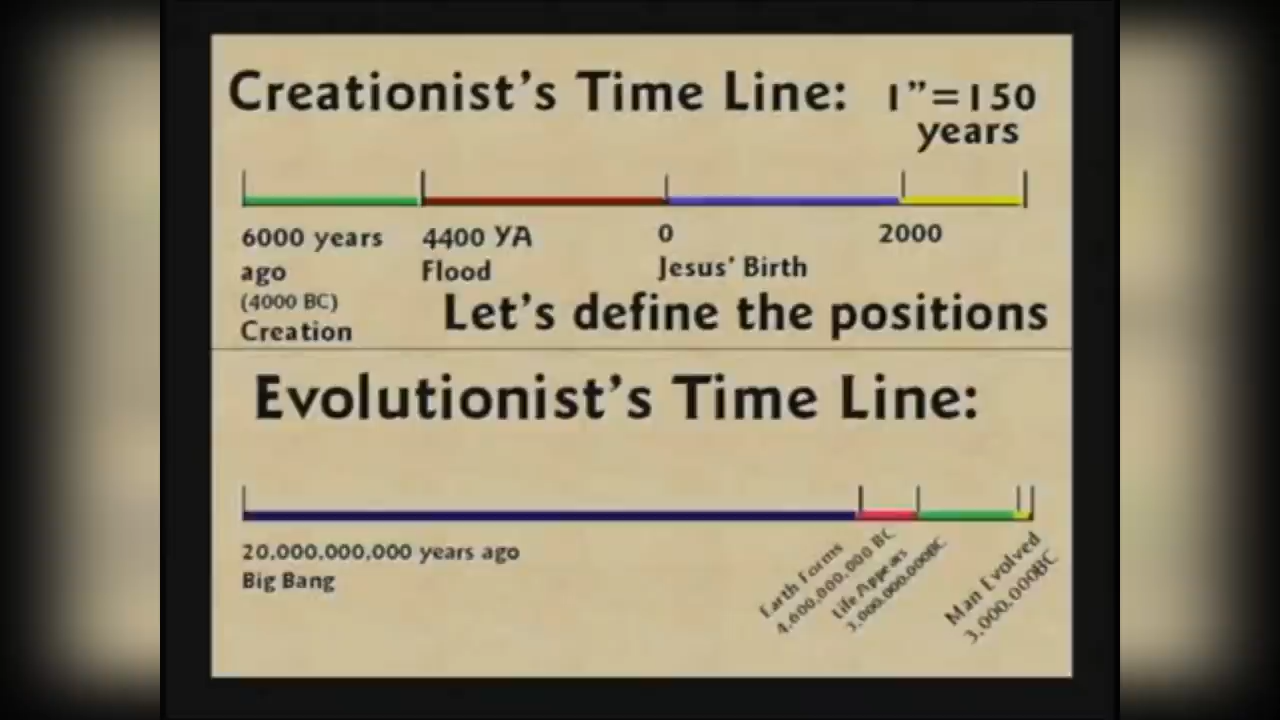 Creationist's Time Line: 1"=150
years
6000 years
ago
(4000 BC)
Creation
4400 YA
Flood
0
Jesus' Birth
2000
Let's define the positions
Evolutionist's Time Line:
20,000,000,000 years ago
Big Bang
Earth Forms
4,600,000,000 BC
Life Appears
3,000,000,000BC
Man Evolved
3,000,000BC